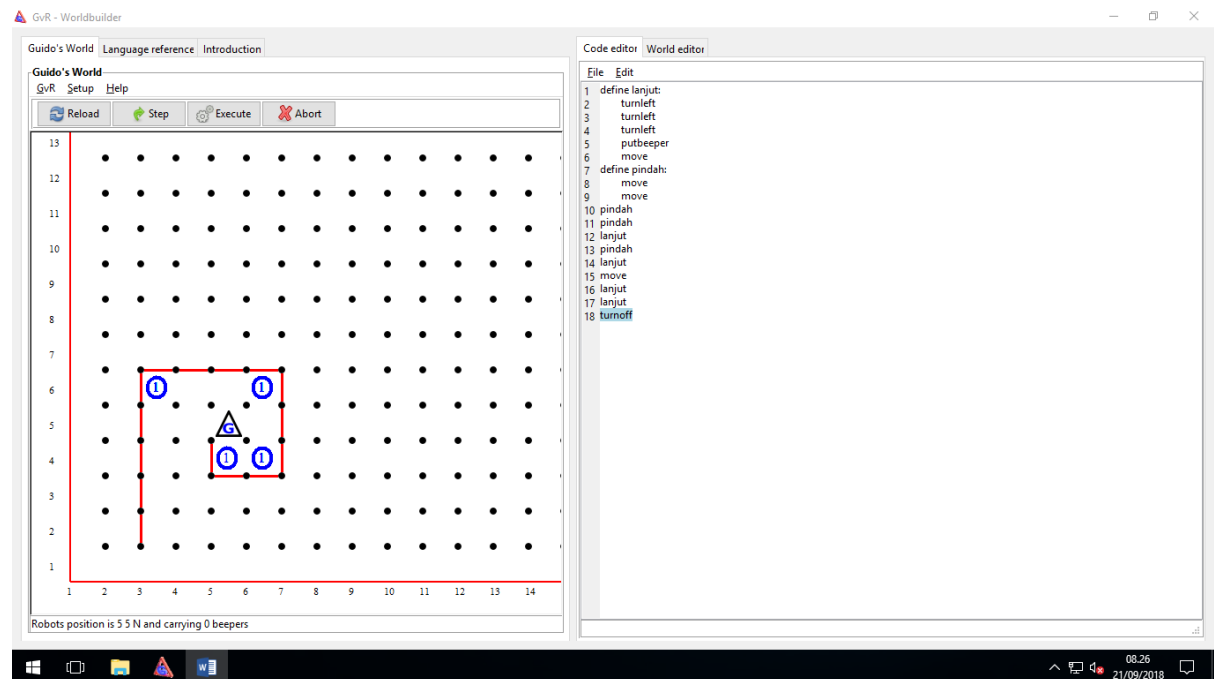 GvR - Worldbuilder
Guido's World Language reference Introduction
Guido's World
GvR Setup Help
Reload Step Execute Abort
13
12
11
10
9
8
7
6
5
4
3
2
1
1 1
G
1 1
1 2 3 4 5 6 7 8 9 10 11 12 13 14
Robots position is 5 5 N and carrying 0 beepers
Code editor World editor
File Edit
1 define lanjut:
2 turnleft
3 turnleft
4 turnleft
5 putbeeper
6 move
7 define pindah:
8 move
9 move
10 pindah
11 pindah
12 lanjut
13 pindah
14 lanjut
15 move
16 lanjut
17 lanjut
18 turnoff
08.26
21/09/2018